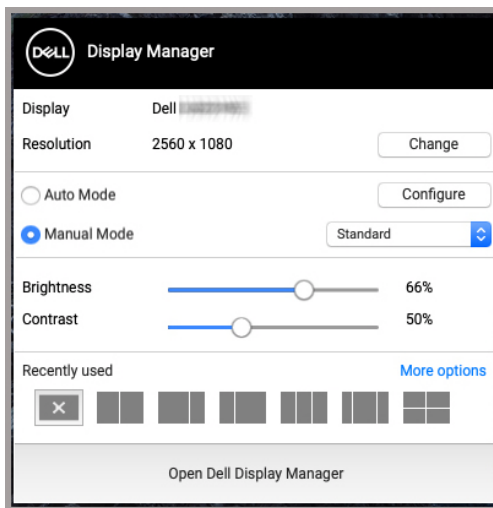 DELL Display Manager
Display Dell
Resolution 2560 x 1080 Change
Auto Mode Configure
Manual Mode Standard
Brightness 66%
Contrast 50%
Recently used More options
Open Dell Display Manager